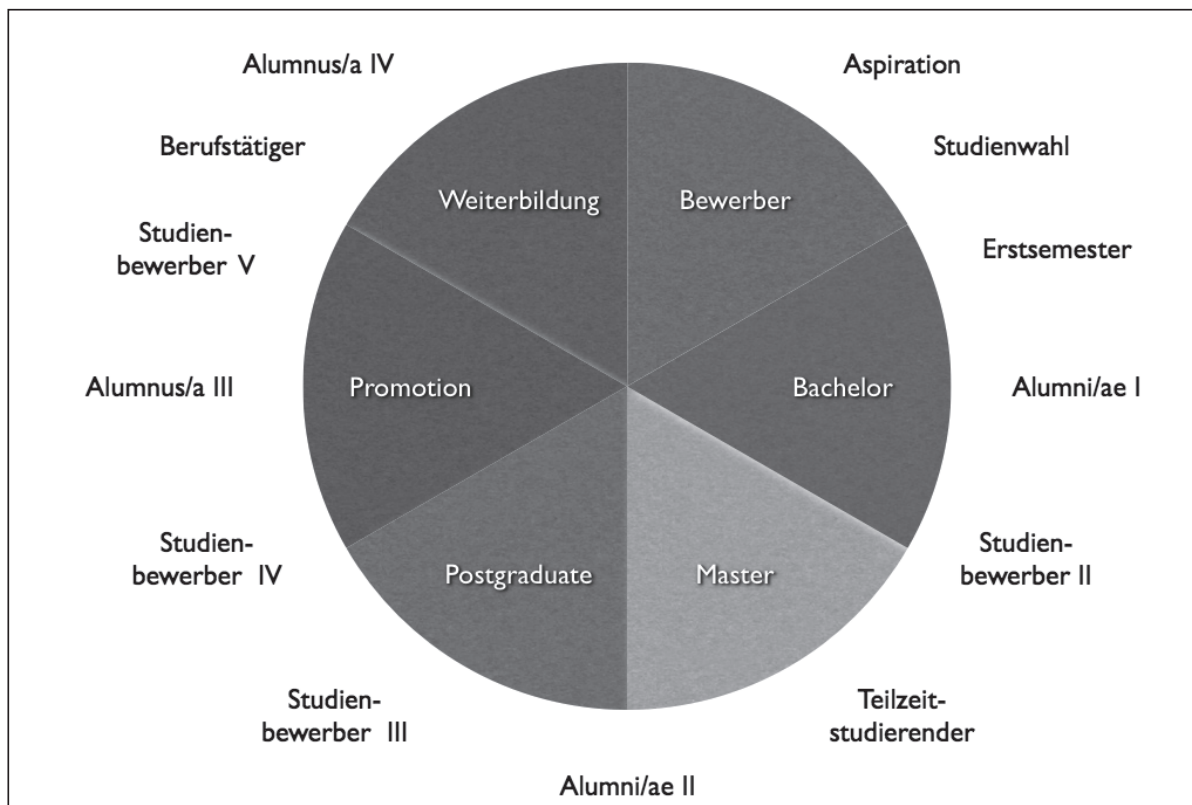 Alumnus/a IV
Aspiration
Berufstätiger
Studienwahl
Weiterbildung
Bewerber
Studien-
bewerber V
Erstsemester
Alumnus/a III
Promotion
Bachelor
Alumni/ae I
Studien-
bewerber IV
Postgraduate
Master
Studien-
bewerber II
Studien-
bewerber III
Teilzeit-
studierender
Alumni/ae II